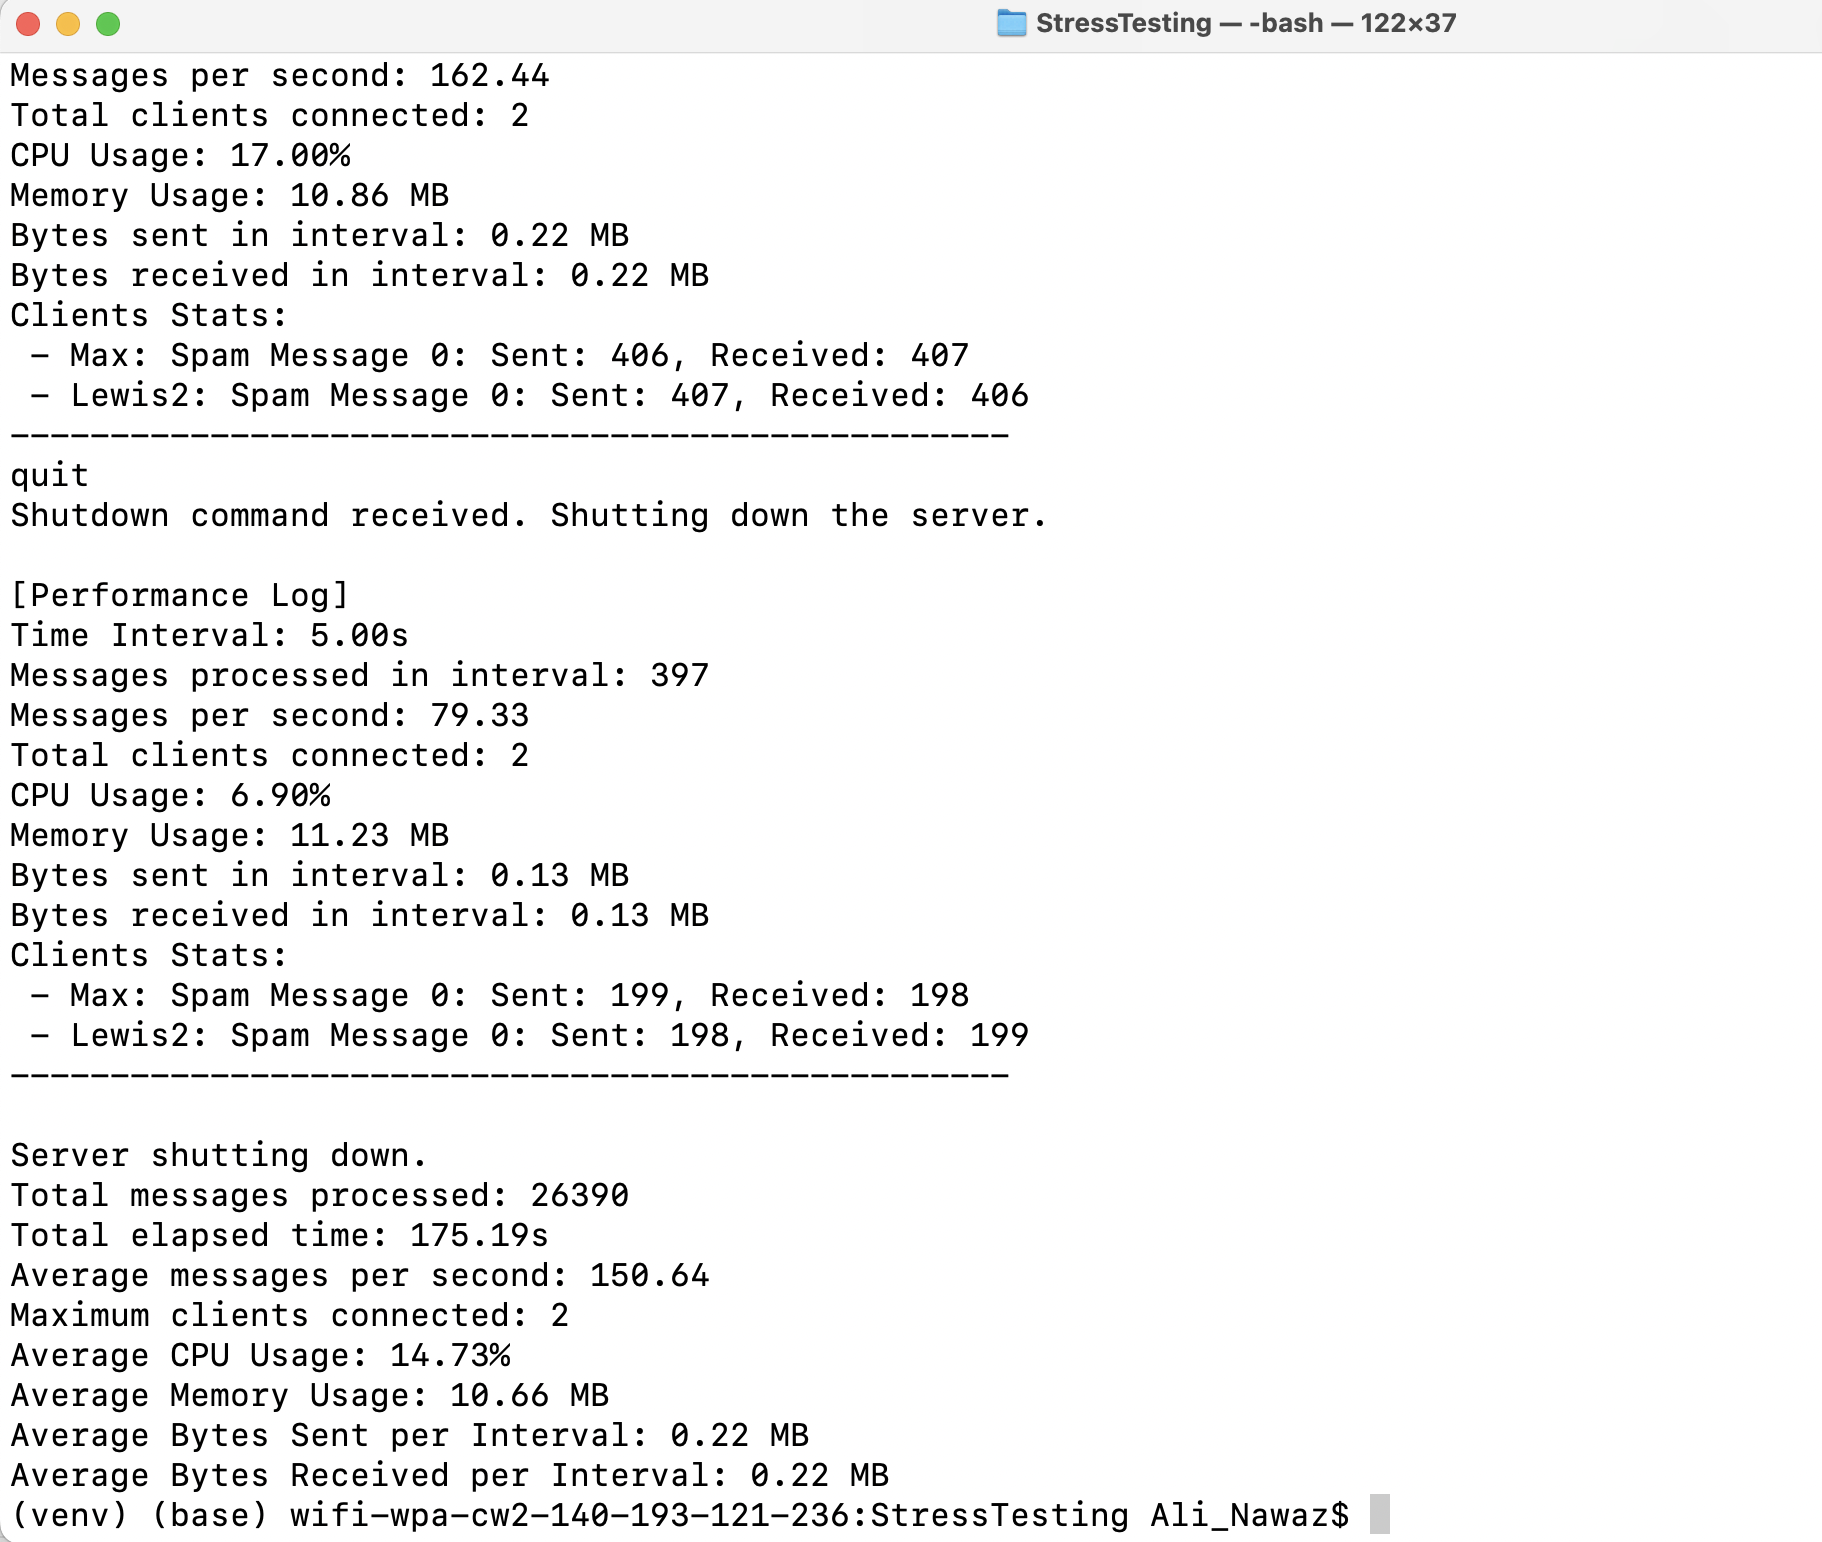 StressTesting — -bash — 122×37
Messages per second: 162.44
Total clients connected: 2
CPU Usage: 17.00%
Memory Usage: 10.86 MB
Bytes sent in interval: 0.22 MB
Bytes received in interval: 0.22 MB
Clients Stats:
 - Max: Spam Message 0: Sent: 406, Received: 407
 - Lewis2: Spam Message 0: Sent: 407, Received: 406
--------------------------------------------------
quit
Shutdown command received. Shutting down the server.

[Performance Log]
Time Interval: 5.00s
Messages processed in interval: 397
Messages per second: 79.33
Total clients connected: 2
CPU Usage: 6.90%
Memory Usage: 11.23 MB
Bytes sent in interval: 0.13 MB
Bytes received in interval: 0.13 MB
Clients Stats:
 - Max: Spam Message 0: Sent: 199, Received: 198
 - Lewis2: Spam Message 0: Sent: 198, Received: 199
--------------------------------------------------

Server shutting down.
Total messages processed: 26390
Total elapsed time: 175.19s
Average messages per second: 150.64
Maximum clients connected: 2
Average CPU Usage: 14.73%
Average Memory Usage: 10.66 MB
Average Bytes Sent per Interval: 0.22 MB
Average Bytes Received per Interval: 0.22 MB
(venv) (base) wifi-wpa-cw2-140-193-121-236:StressTesting Ali_Nawaz$